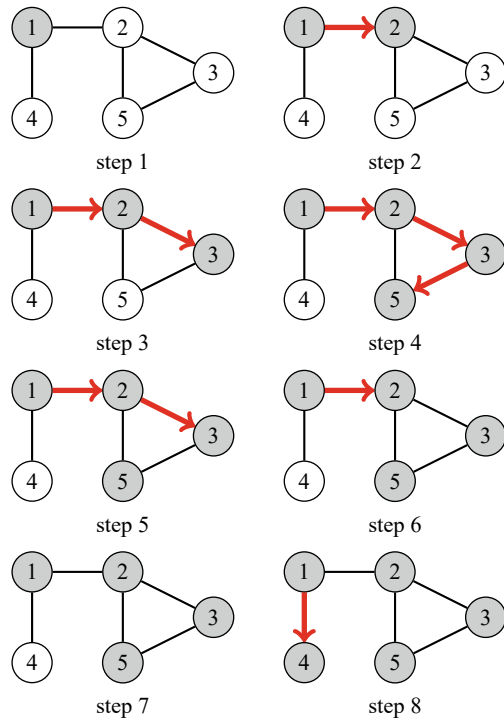 1 2 3 4 5
step 1
1 2 3 4 5
step 2
1 2 3 4 5
step 3
1 2 3 4 5
step 4
1 2 3 4 5
step 5
1 2 3 4 5
step 6
1 2 3 4 5
step 7
1 2 3 4 5
step 8